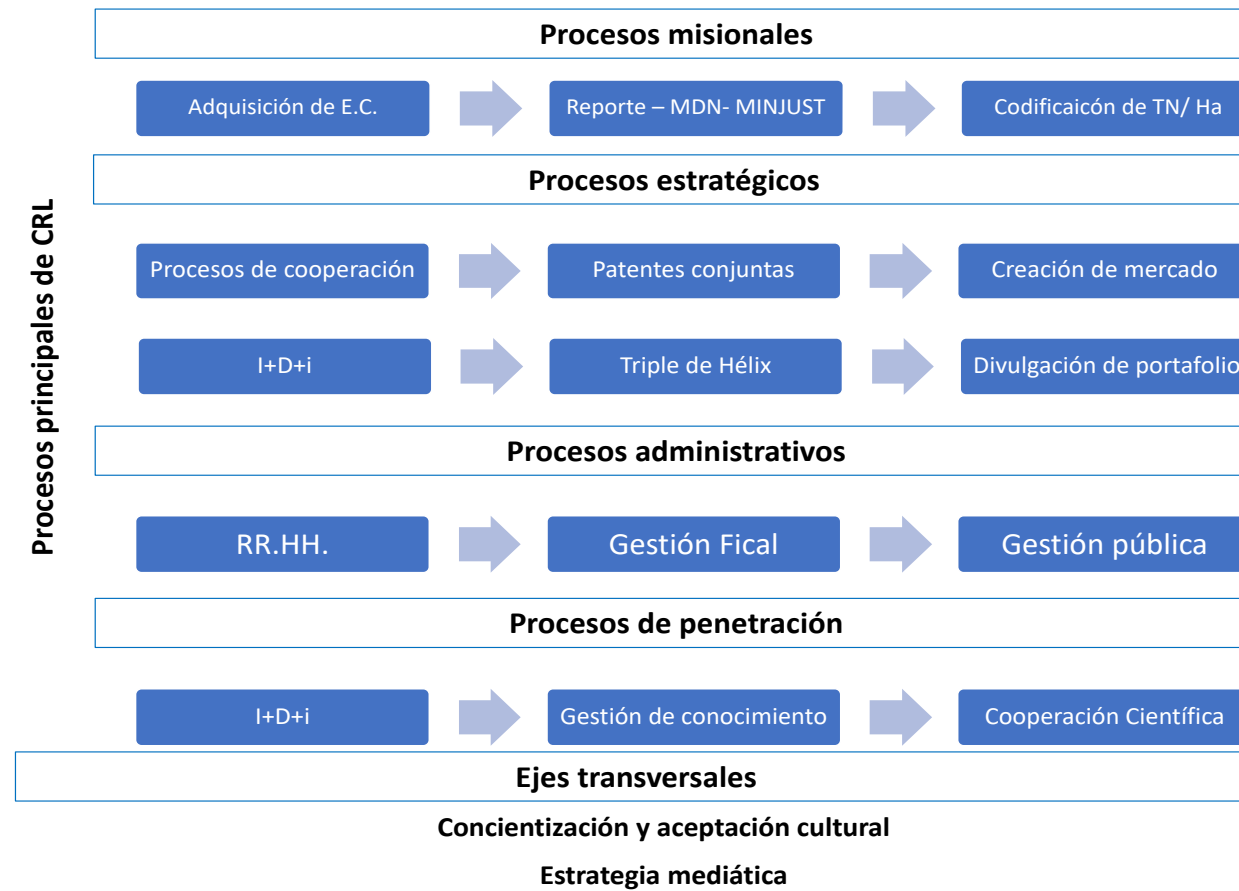 Procesos principales de CRL
Procesos misionales
Adquisición de E.C.
Reporte – MDN- MINJUST
Codificaicón de TN/ Ha
Procesos estratégicos
Procesos de cooperación
Patentes conjuntas
Creación de mercado
I+D+i
Triple de Hélix
Divulgación de portafolio
Procesos administrativos
RR.HH.
Gestión Fical
Gestión pública
Procesos de penetración
I+D+i
Gestión de conocimiento
Cooperación Científica
Ejes transversales
Concientización y aceptación cultural
Estrategia mediática